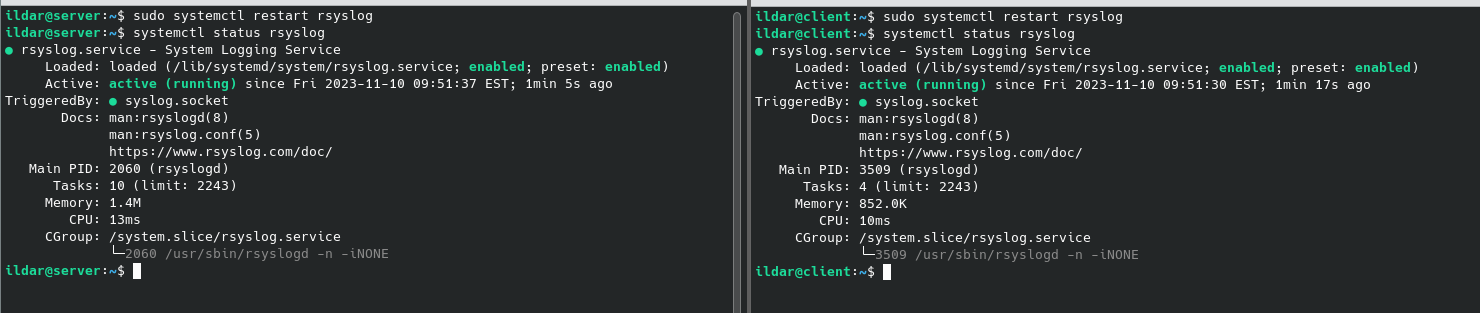 ildar@server:~$ sudo systemctl restart rsyslog
ildar@server:~$ systemctl status rsyslog
● rsyslog.service – System Logging Service
Loaded: loaded (/lib/systemd/system/rsyslog.service; enabled; preset: enabled)
Active: active (running) since Fri 2023-11-10 09:51:37 EST; 1min 5s ago
TriggeredBy: ● syslog.socket
Docs: man:rsyslogd(8)
man:rsyslog.conf(5)
https://www.rsyslog.com/doc/
Main PID: 2060 (rsyslogd)
Tasks: 10 (limit: 2243)
Memory: 1.4M
CPU: 13ms
CGroup: /system.slice/rsyslog.service
└─2060 /usr/sbin/rsyslogd -n -iNONE
ildar@server:~$
ildar@client:~$ sudo systemctl restart rsyslog
ildar@client:~$ systemctl status rsyslog
● rsyslog.service – System Logging Service
Loaded: loaded (/lib/systemd/system/rsyslog.service; enabled; preset: enabled)
Active: active (running) since Fri 2023-11-10 09:51:30 EST; 1min 17s ago
TriggeredBy: ● syslog.socket
Docs: man:rsyslogd(8)
man:rsyslog.conf(5)
https://www.rsyslog.com/doc/
Main PID: 3509 (rsyslogd)
Tasks: 4 (limit: 2243)
Memory: 852.0K
CPU: 10ms
CGroup: /system.slice/rsyslog.service
└─3509 /usr/sbin/rsyslogd -n -iNONE
ildar@client:~$